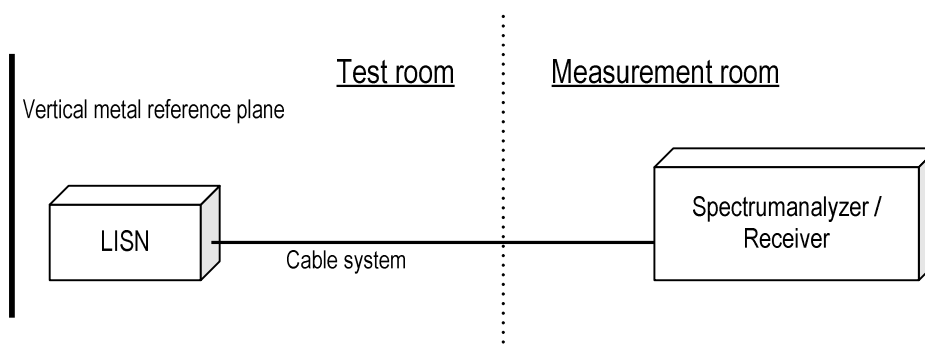 Test room
Measurement room
Vertical metal reference plane
LISN
Cable system
Spectrumanalyzer /
Receiver